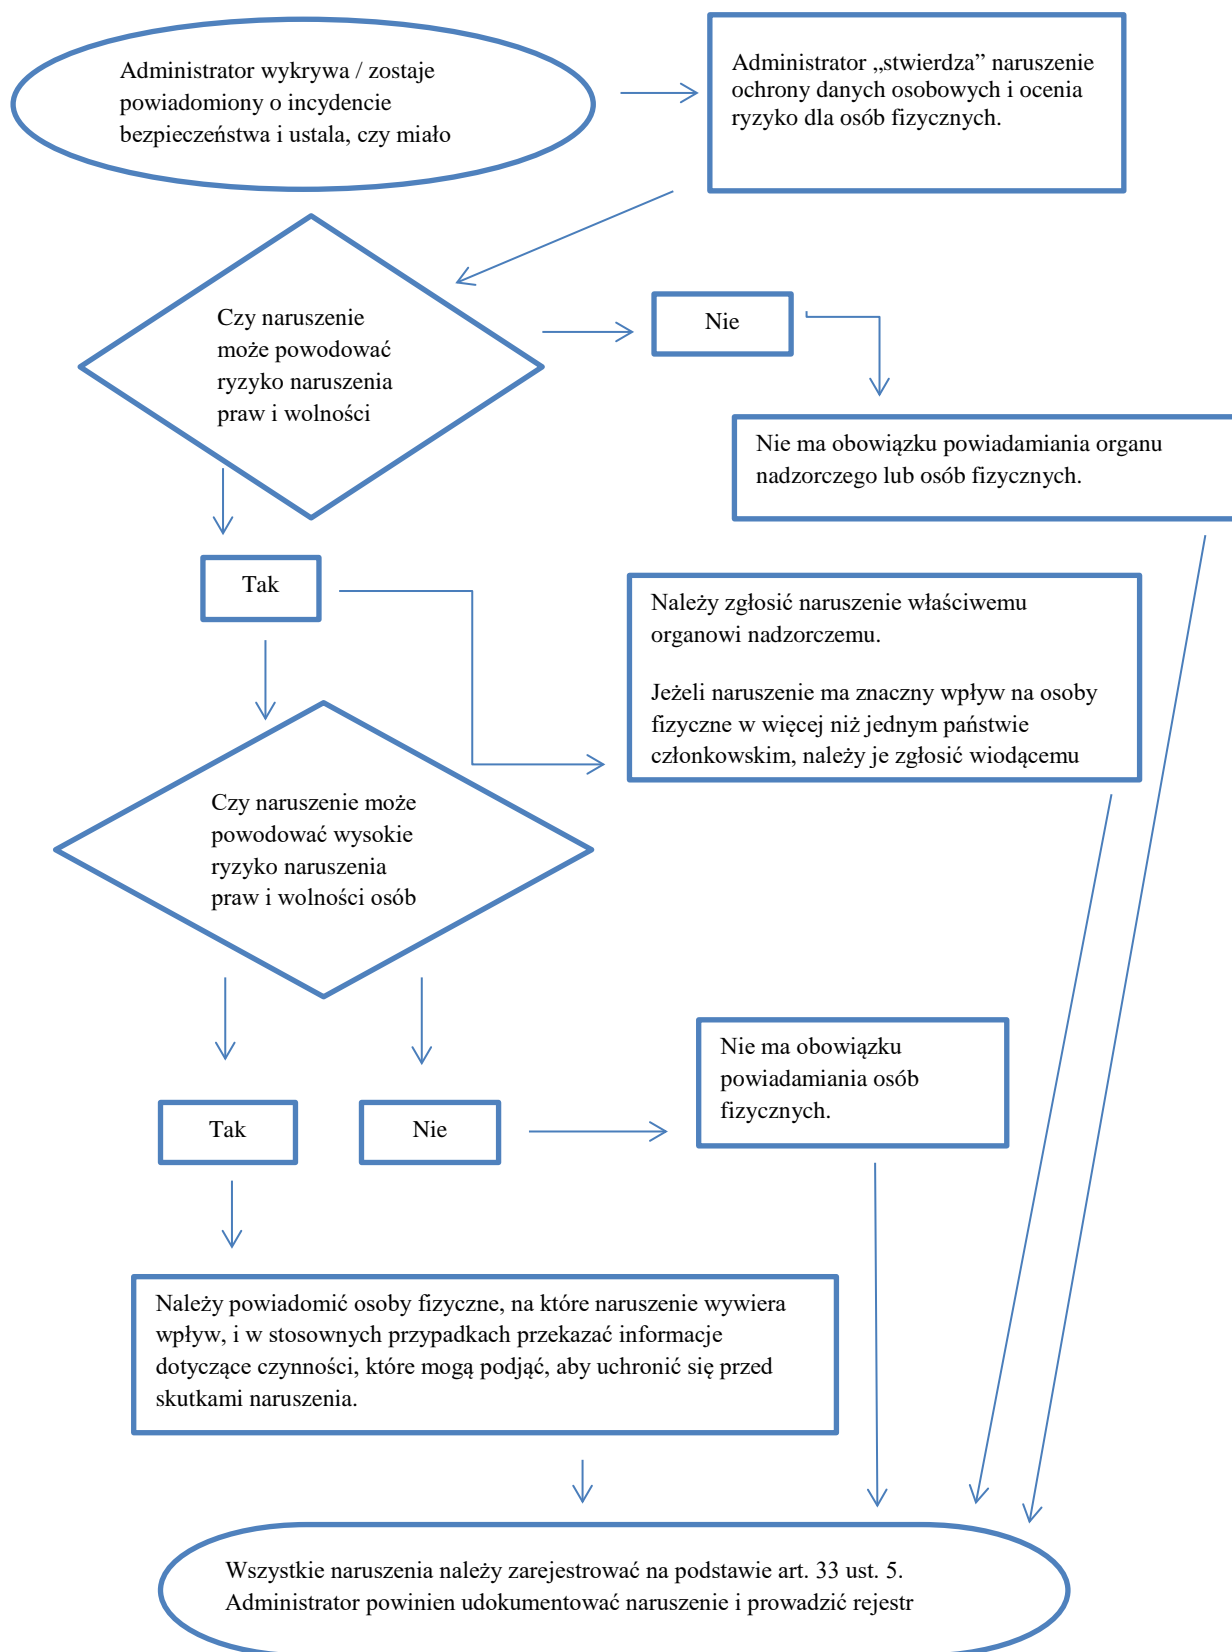 Administrator wykrywa / zostaje
powiadomiony o incydencie
bezpieczeństwa i ustala, czy miało
Administrator „stwierdza” naruszenie
ochrony danych osobowych i ocenia
ryzyko dla osób fizycznych.
Czy naruszenie
może powodować
ryzyko naruszenia
praw i wolności
Nie
Nie ma obowiązku powiadamiania organu
nadzorczego lub osób fizycznych.
Tak
Należy zgłosić naruszenie właściwemu
organowi nadzorczemu.
Jeżeli naruszenie ma znaczny wpływ na osoby
fizyczne w więcej niż jednym państwie
członkowskim, należy je zgłosić wiodącemu
Czy naruszenie może
powodować wysokie
ryzyko naruszenia
praw i wolności osób
Nie ma obowiązku
powiadamiania osób
fizycznych.
Tak
Nie
Należy powiadomić osoby fizyczne, na które naruszenie wywiera
wpływ, i w stosownych przypadkach przekazać informacje
dotyczące czynności, które mogą podjąć, aby uchronić się przed
skutkami naruszenia.
Wszystkie naruszenia należy zarejestrować na podstawie art. 33 ust. 5.
Administrator powinien udokumentować naruszenie i prowadzić rejestr